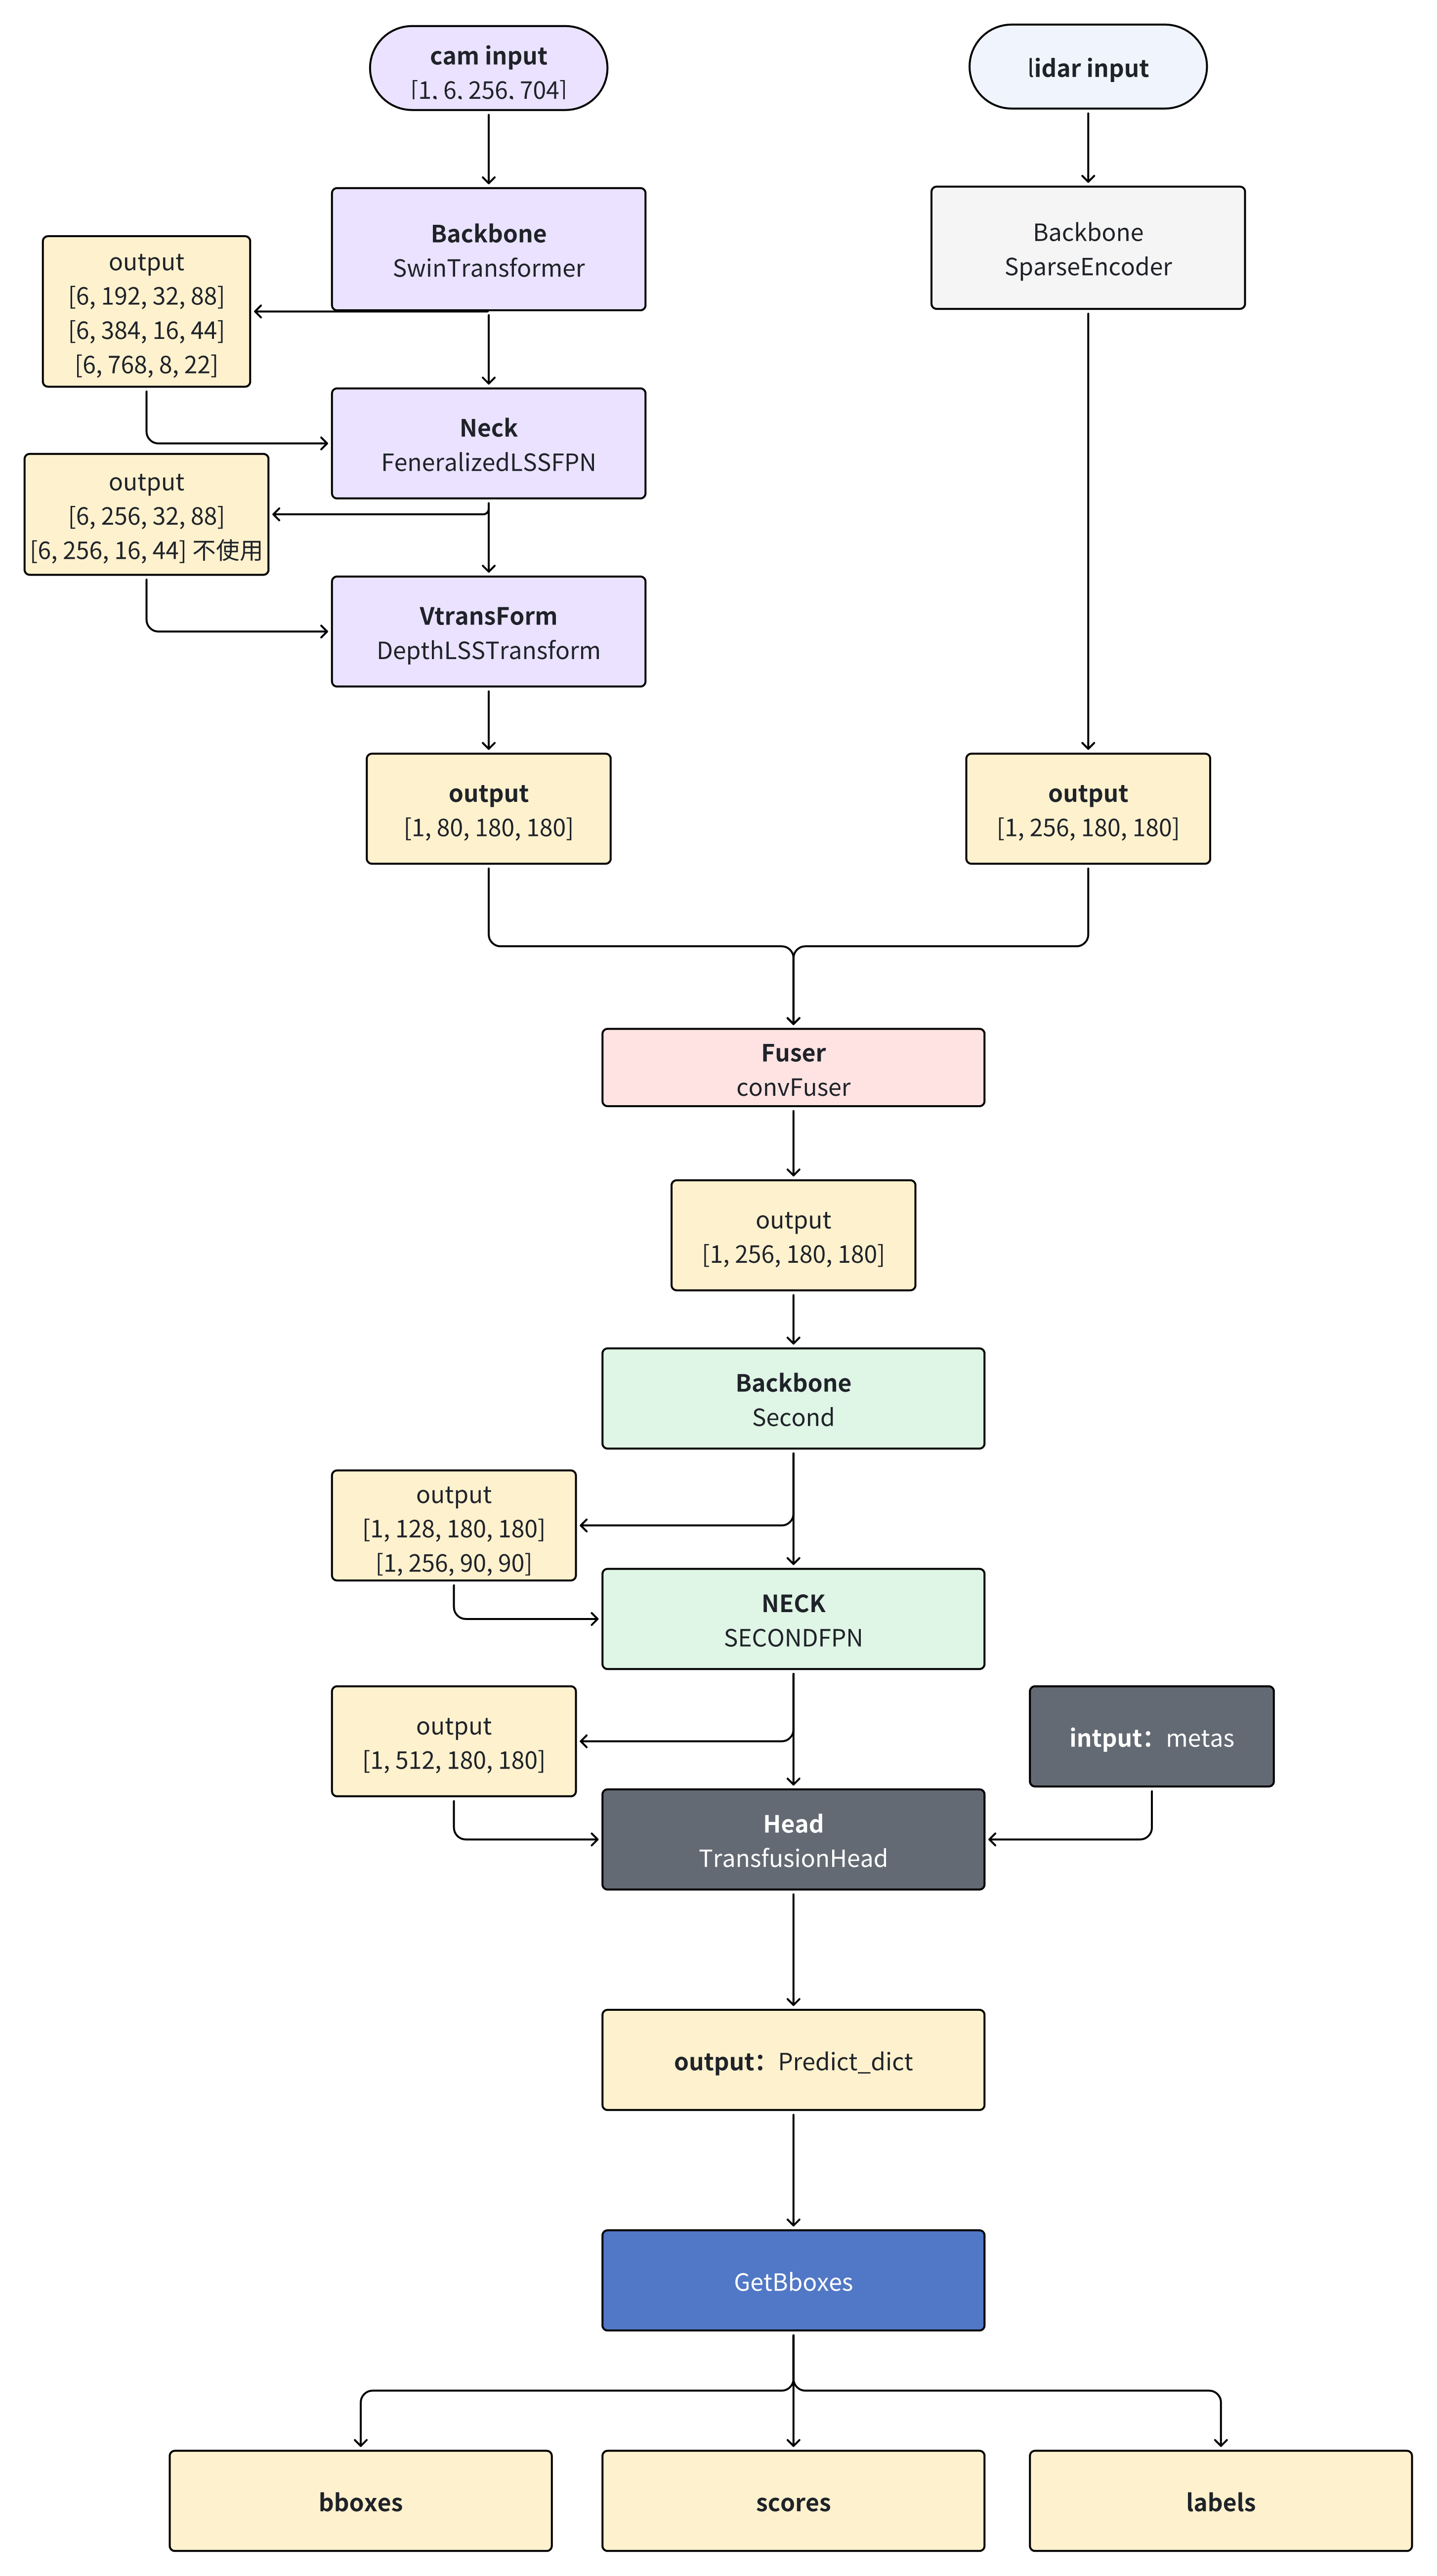 cam input
[1, 6, 256, 704]
lidar input
Backbone
SwinTransformer
Backbone
SparseEncoder
output
[6, 192, 32, 88]
[6, 384, 16, 44]
[6, 768, 8, 22]
Neck
FeneralizedLSSFPN
output
[6, 256, 32, 88]
[6, 256, 16, 44] 不使用
VtransForm
DepthLSSTransform
output
[1, 80, 180, 180]
output
[1, 256, 180, 180]
Fuser
convFuser
output
[1, 256, 180, 180]
Backbone
Second
output
[1, 128, 180, 180]
[1, 256, 90, 90]
NECK
SECONDFPN
output
[1, 512, 180, 180]
intput：metas
Head
TransfusionHead
output：Predict_dict
GetBboxes
bboxes
scores
labels